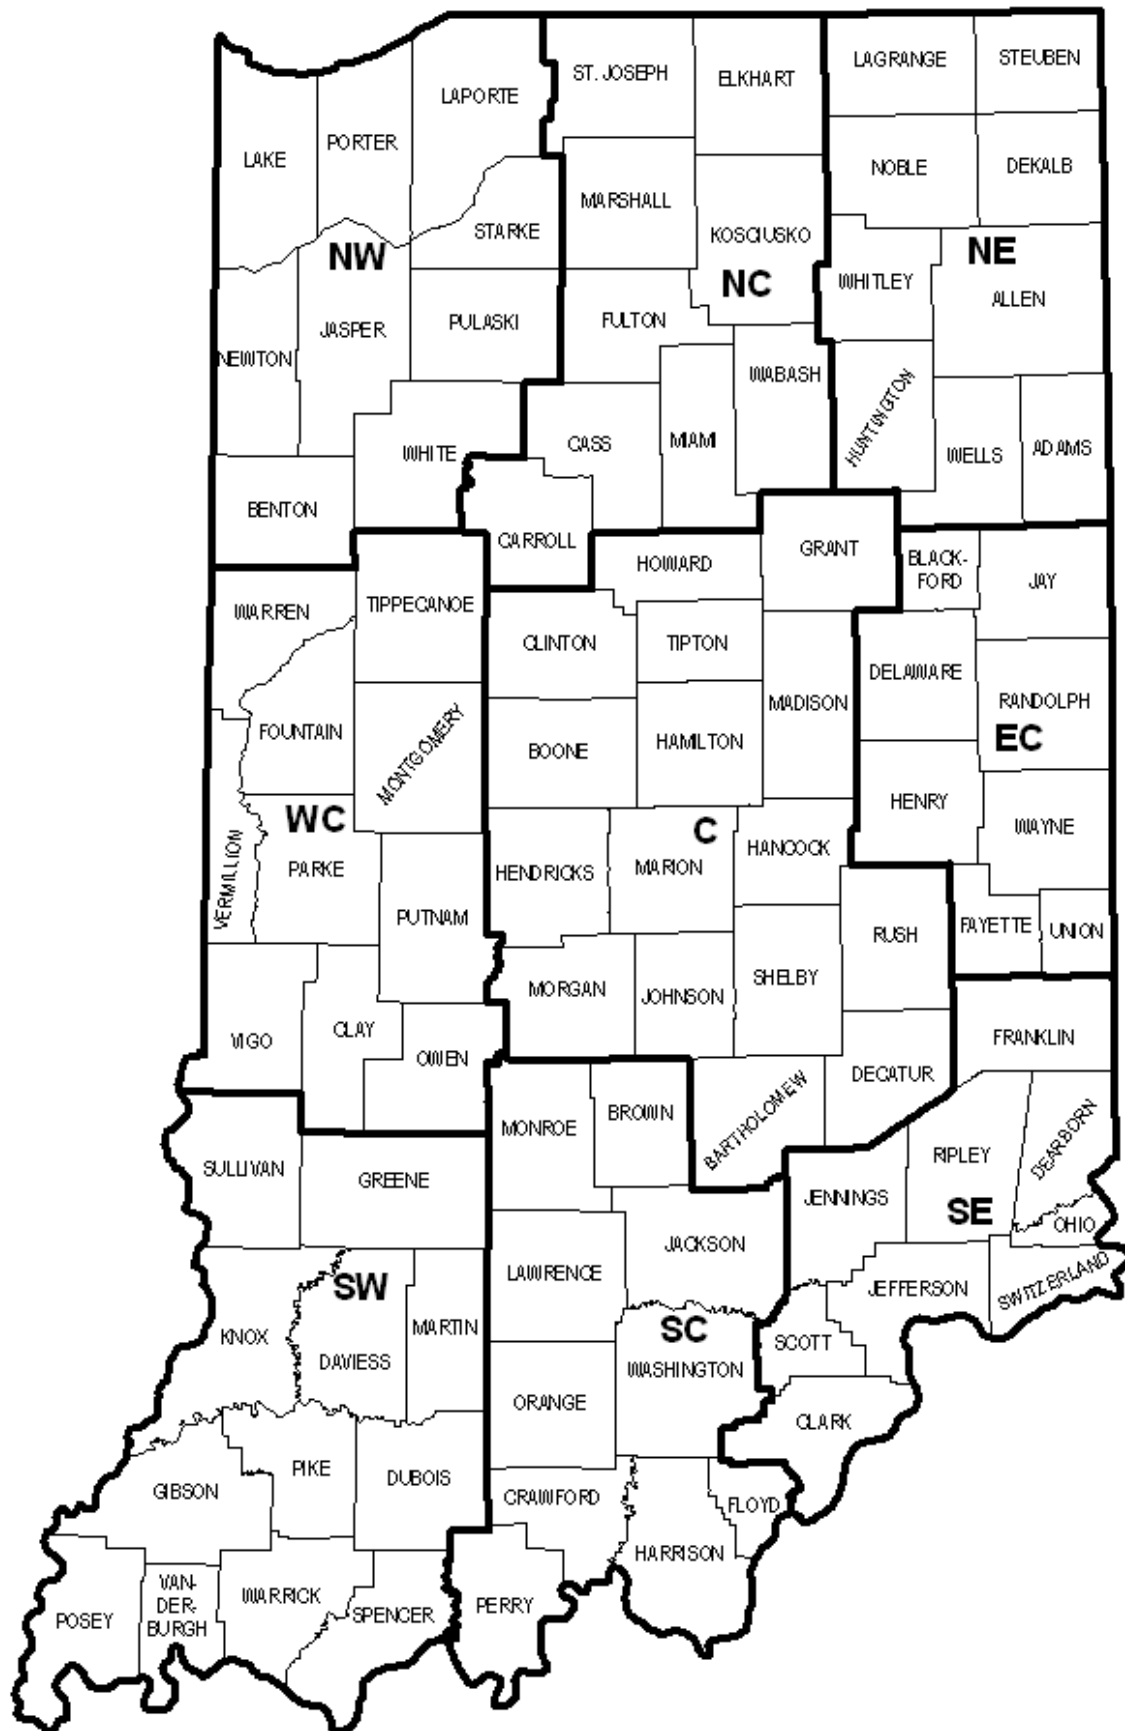 ST. JOSEPH
ELKHART
LAGRANGE
STEUBEN
LAPORTE
LAKE
PORTER
NOBLE
DEKALB
MARSHALL
STARKE
KOSCIUSKO
NW
NC
NE
WHITLEY
ALLEN
JASPER
PULASKI
FULTON
NEWTON
WABASH
HUNTINGTON
WHITE
CASS
MIAMI
WELLS
ADAMS
BENTON
CARROLL
GRANT
HOWARD
BLACK-
FORD
JAY
WARREN
TIPPECANOE
CLINTON
TIPTON
DELAWARE
MADISON
RANDOLPH
FOUNTAIN
MONTGOMERY
BOONE
HAMILTON
EC
WC
C
HENRY
WAYNE
VERMILLION
PARKE
HENDRICKS
MARION
HANCOCK
PUTNAM
RUSH
FAYETTE
UNION
MORGAN
JOHNSON
SHELBY
VIGO
CLAY
OWEN
FRANKLIN
DECATUR
MONROE
BROWN
BARTHOLOMEW
SULLIVAN
GREENE
RIPLEY
DEARBORN
JENNINGS
SE
OHIO
JACKSON
LAWRENCE
JEFFERSON
SWITZERLAND
SW
KNOX
DAVIESS
MARTIN
SC
WASHINGTON
SCOTT
ORANGE
CLARK
GIBSON
PIKE
DUBOIS
CRAWFORD
FLOYD
HARRISON
POSEY
VAN-
DER-
BURGH
WARRICK
SPENCER
PERRY